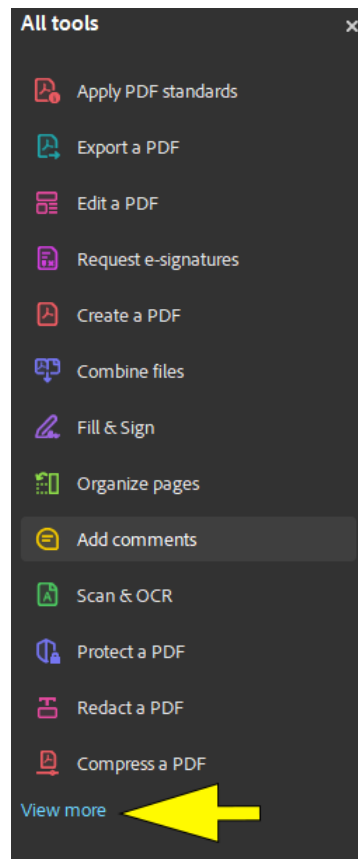 All tools
Apply PDF standards
Export a PDF
Edit a PDF
Request e-signatures
Create a PDF
Combine files
Fill & Sign
Organize pages
Add comments
Scan & OCR
Protect a PDF
Redact a PDF
Compress a PDF
View more